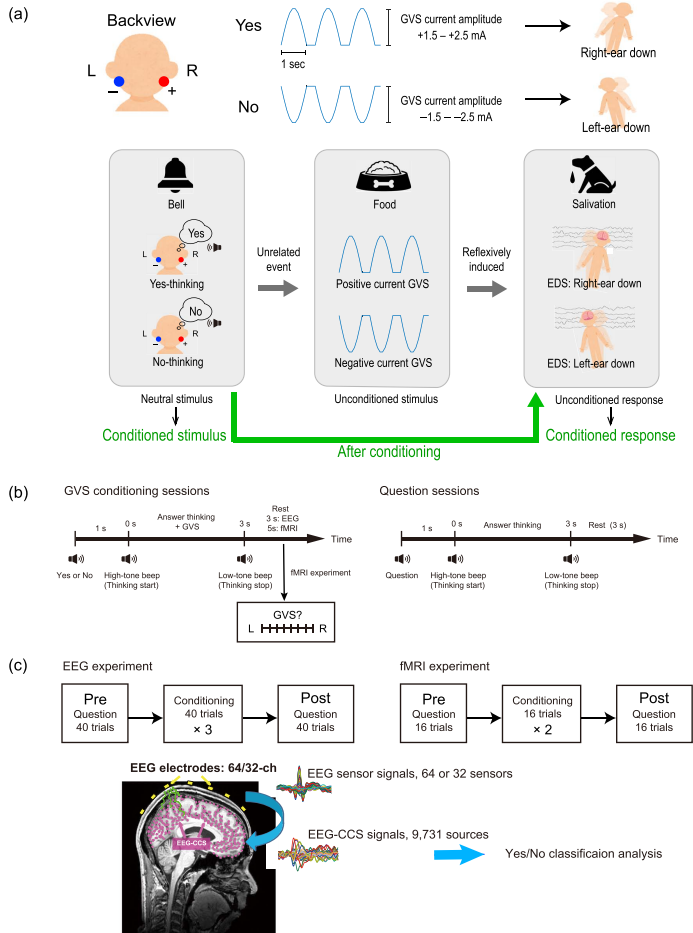 (a)
Backview
L
R
–
+
Yes
1 sec
GVS current amplitude
+1.5 – +2.5 mA
Right-ear down
No
GVS current amplitude
–1.5 – –2.5 mA
Left-ear down
Bell
Yes
L
R
–
+
Yes-thinking
No
L
R
–
+
No-thinking
Unrelated
event
Food
Positive current GVS
Negative current GVS
Reflexively
induced
Salivation
EDS: Right-ear down
EDS: Left-ear down
Neutral stimulus
Conditioned stimulus
Unconditioned stimulus
Unconditioned response
Conditioned response
After conditioning
(b)
GVS conditioning sessions
1 s
0 s
Answer thinking
+ GVS
3 s
Rest
3 s: EEG
5s: fMRI
Time
Yes or No
High-tone beep
(Thinking start)
Low-tone beep
(Thinking stop)
fMRI experiment
GVS?
L
R
Question sessions
1 s
0 s
Answer thinking
3 s
Rest (3 s)
Time
Question
High-tone beep
(Thinking start)
Low-tone beep
(Thinking stop)
(c)
EEG experiment
Pre
Question
40 trials
Conditioning
40 trials
× 3
Post
Question
40 trials
fMRI experiment
Pre
Question
16 trials
Conditioning
16 trials
× 2
Post
Question
16 trials
EEG electrodes: 64/32-ch
EEG-CCS
EEG sensor signals, 64 or 32 sensors
EEG-CCS signals, 9,731 sources
Yes/No classificaion analysis